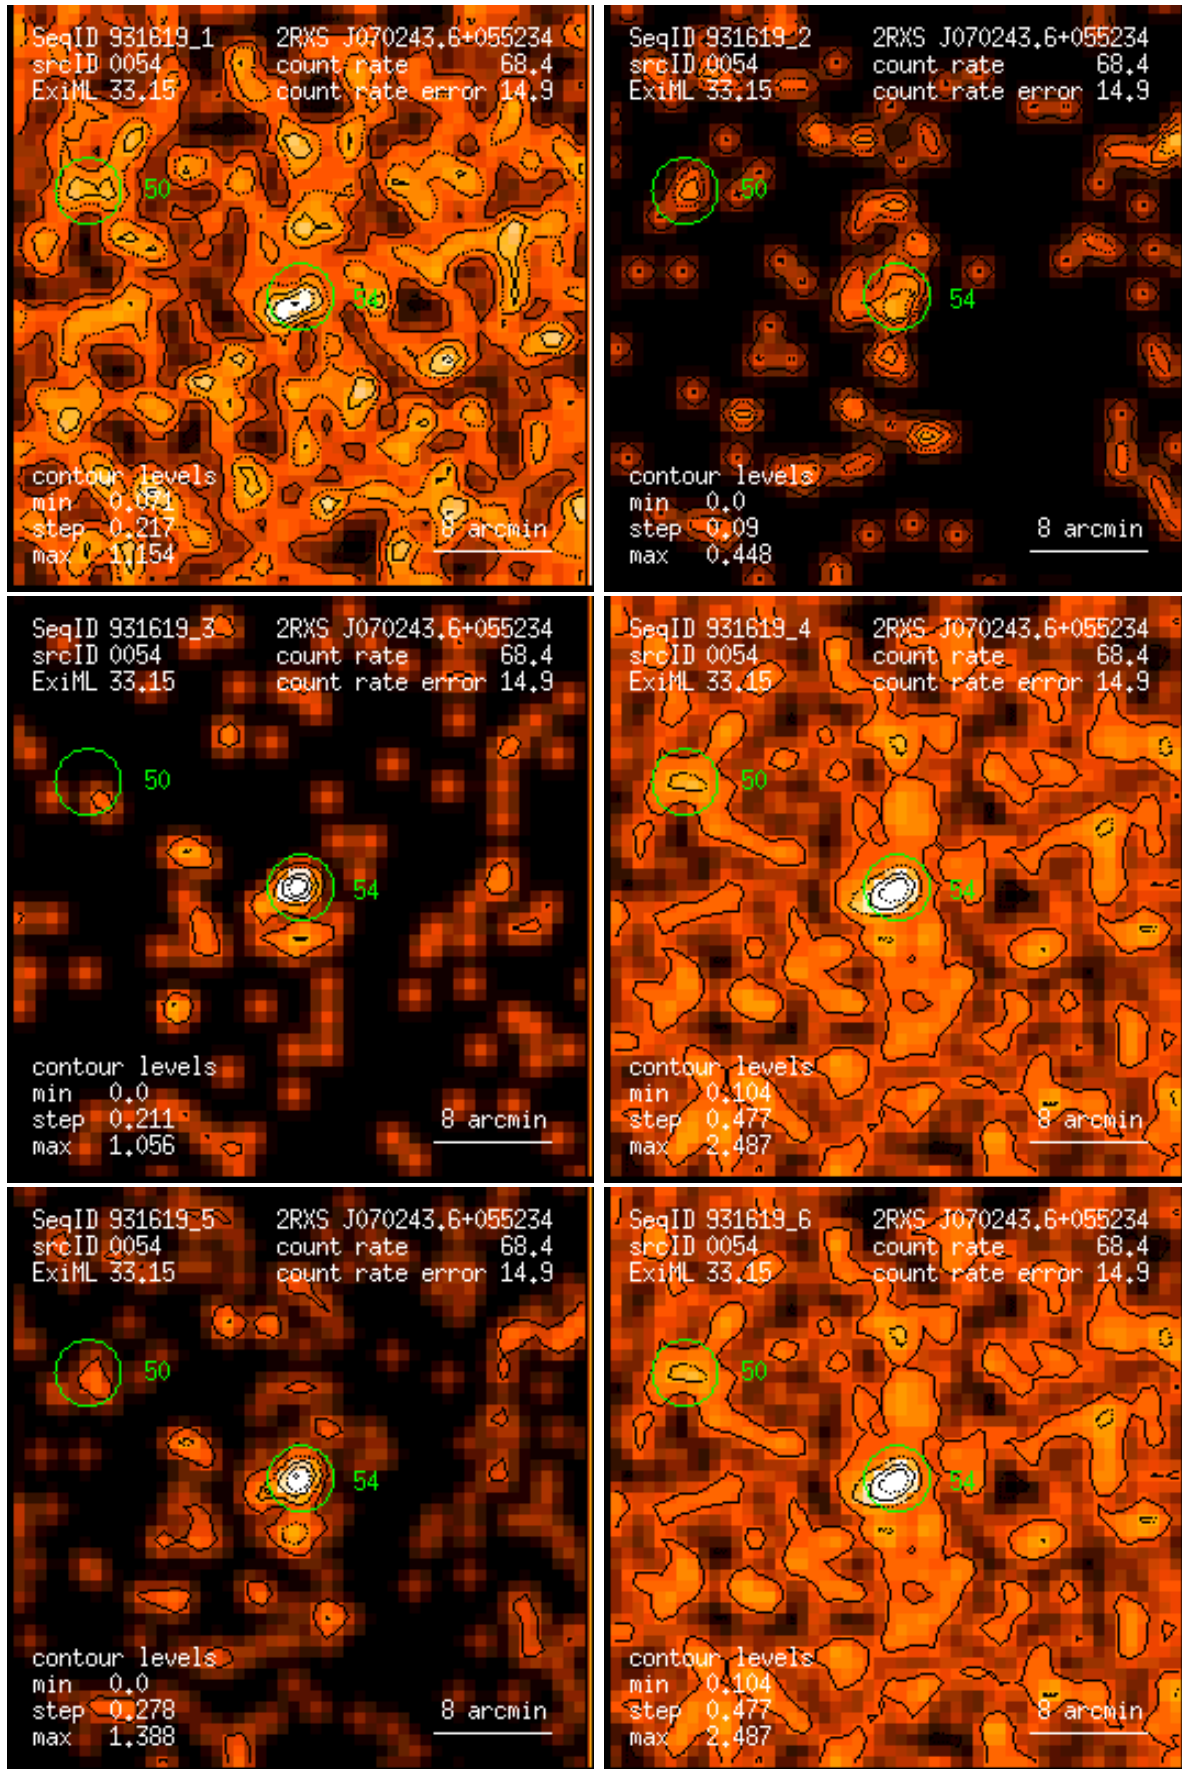 SeqID 931619_1 2RXS J070243.6+055234
srcID 0054 count rate 68.4
ExiML 33.15 count rate error 14.9
50
54
contour levels
min 0.071
step 0.217
max 1.154
8 arcmin
SeqID 931619_2 2RXS J070243.6+055234
srcID 0054 count rate 68.4
ExiML 33.15 count rate error 14.9
50
54
contour levels
min 0.0
step 0.09
max 0.448
8 arcmin
SeqID 931619_3 2RXS J070243.6+055234
srcID 0054 count rate 68.4
ExiML 33.15 count rate error 14.9
50
54
contour levels
min 0.0
step 0.211
max 1.056
8 arcmin
SeqID 931619_4 2RXS J070243.6+055234
srcID 0054 count rate 68.4
ExiML 33.15 count rate error 14.9
50
54
contour levels
min 0.104
step 0.477
max 2.487
8 arcmin
SeqID 931619_5 2RXS J070243.6+055234
srcID 0054 count rate 68.4
ExiML 33.15 count rate error 14.9
50
54
contour levels
min 0.0
step 0.278
max 1.388
8 arcmin
SeqID 931619_6 2RXS J070243.6+055234
srcID 0054 count rate 68.4
ExiML 33.15 count rate error 14.9
50
54
contour levels
min 0.104
step 0.477
max 2.487
8 arcmin